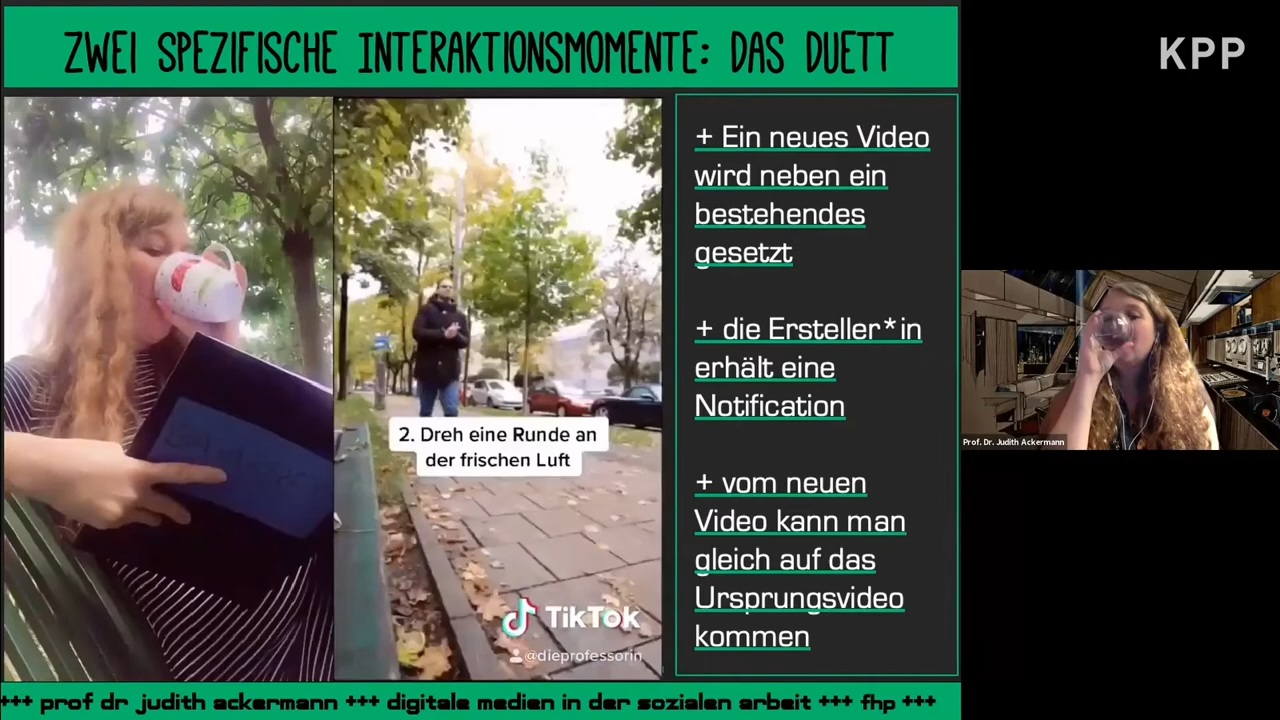 ZWEI SPEZIFISCHE INTERAKTIONSMOMENTE: DAS DUETT
KPP
+ Ein neues Video
wird neben ein
bestehendes
gesetzt
+ die Ersteller*in
erhält eine
Notification
+ vom neuen
Video kann man
gleich auf das
Ursprungsvideo
kommen
2. Dreh eine Runde an
der frischen Luft
TikTok
@dieprofessorin
Prof. Dr. Judith Ackermann
+++ prof dr judith ackermann +++ digitale medien in der sozialen arbeit +++ fhp +++